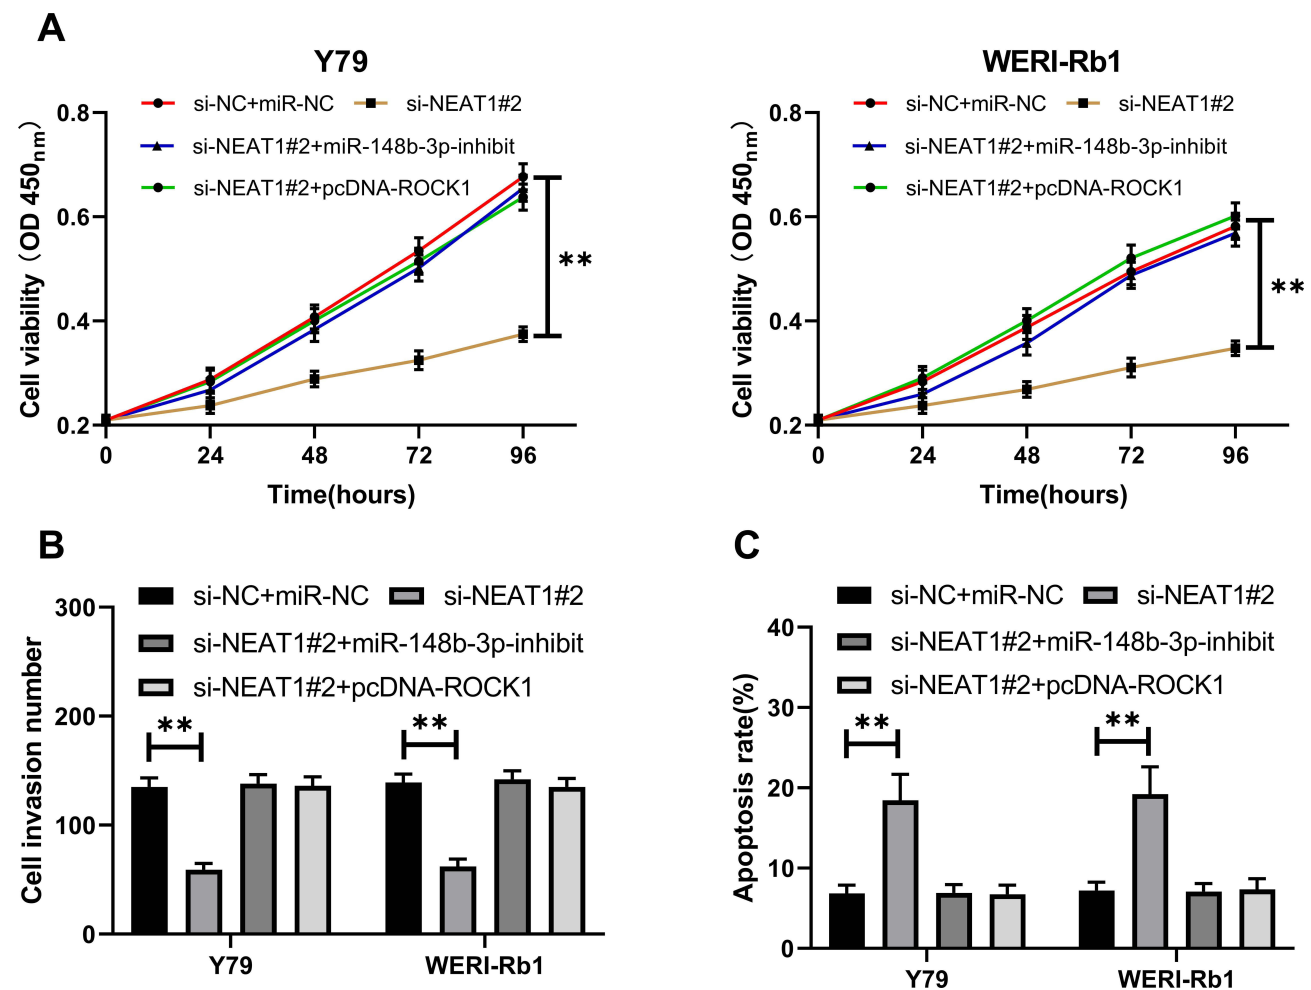 A
Y79
si-NC+miR-NC si-NEAT1#2
si-NEAT1#2+miR-148b-3p-inhibit
si-NEAT1#2+pcDNA-ROCK1
Cell viability（OD 450nm）
0.8
0.6
0.4
0.2
**
0 24 48 72 96
Time(hours)
WERI-Rb1
si-NC+miR-NC si-NEAT1#2
si-NEAT1#2+miR-148b-3p-inhibit
si-NEAT1#2+pcDNA-ROCK1
Cell viability（OD 450nm）
0.8
0.6
0.4
0.2
**
0 24 48 72 96
Time(hours)
B
si-NC+miR-NC si-NEAT1#2
si-NEAT1#2+miR-148b-3p-inhibit
si-NEAT1#2+pcDNA-ROCK1
Cell invasion number
300
200
100
0
** **
Y79 WERI-Rb1
C
si-NC+miR-NC si-NEAT1#2
si-NEAT1#2+miR-148b-3p-inhibit
si-NEAT1#2+pcDNA-ROCK1
Apoptosis rate(%)
40
30
20
10
0
** **
Y79 WERI-Rb1